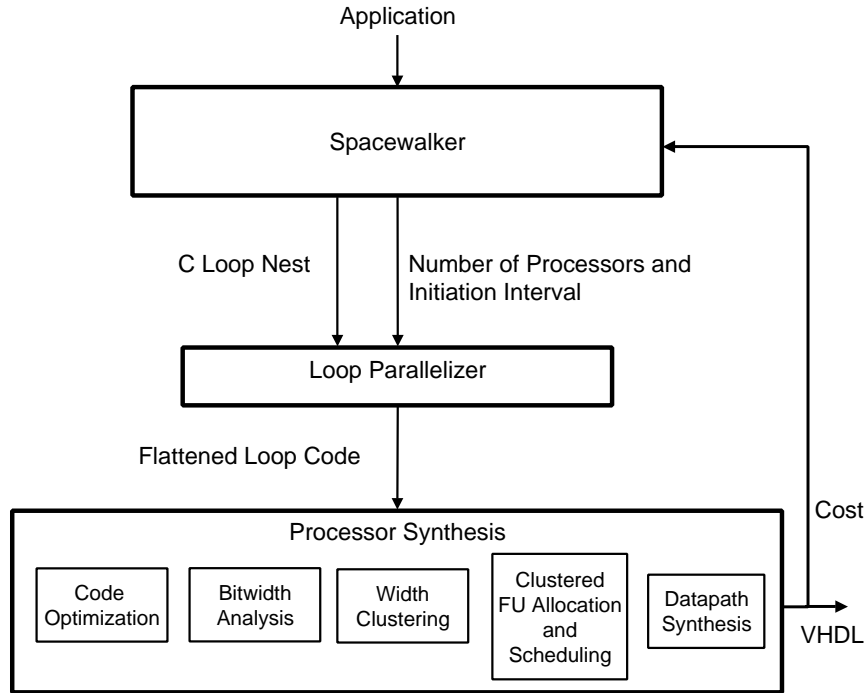 Application
Spacewalker
C Loop Nest
Number of Processors and
Initiation Interval
Loop Parallelizer
Flattened Loop Code
Cost
Processor Synthesis
Code
Optimization
Bitwidth
Analysis
Width
Clustering
Clustered
FU Allocation
and
Scheduling
Datapath
Synthesis
VHDL